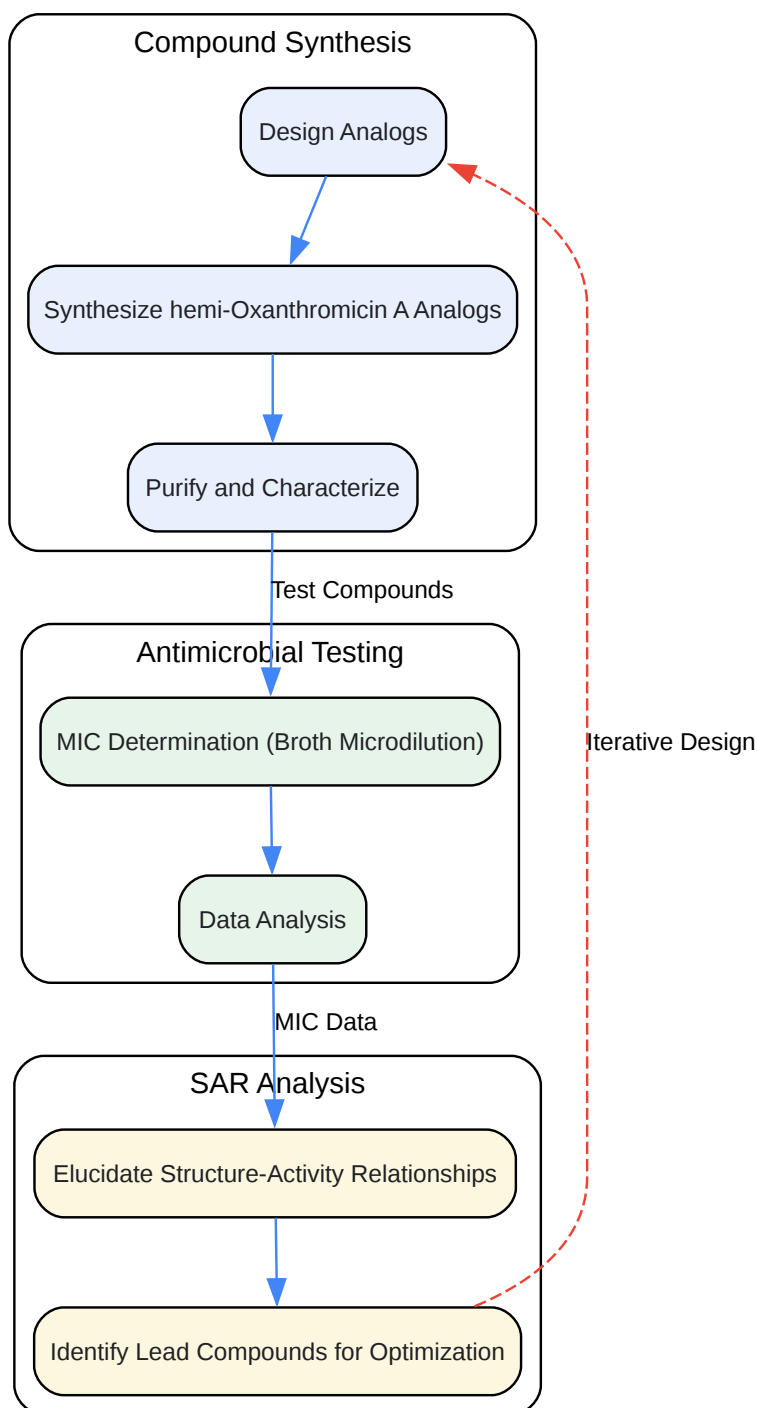 Compound Synthesis
Design Analogs
Synthesize hemi-Oxanthromicin A Analogs
Purify and Characterize
Test Compounds
Antimicrobial Testing
MIC Determination (Broth Microdilution)
Iterative Design
Data Analysis
MIC Data
SAR Analysis
Elucidate Structure-Activity Relationships
Identify Lead Compounds for Optimization